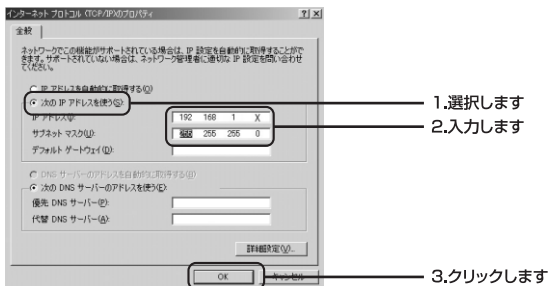 インターネット プロトコル (TCP/IP)のプロパティ
全般
ネットワークでこの機能がサポートされている場合は、IP 設定を自動的に取得することがで
きます。サポートされていない場合は、ネットワーク管理者に適切な IP 設定を問い合わせ
てください。
IP アドレスを自動的に取得する(O)
次の IP アドレスを使う(S):
1.選択します
IP アドレス(I):
192 168 1 X
2.入力します
サブネット マスク(U):
255 255 255 0
デフォルト ゲートウェイ(D):
DNS サーバーのアドレスを自動的に取得する(B)
次の DNS サーバーのアドレスを使う(E):
優先 DNS サーバー(P):
代替 DNS サーバー(A):
詳細設定(V)...
OK
キャンセル
3.クリックします